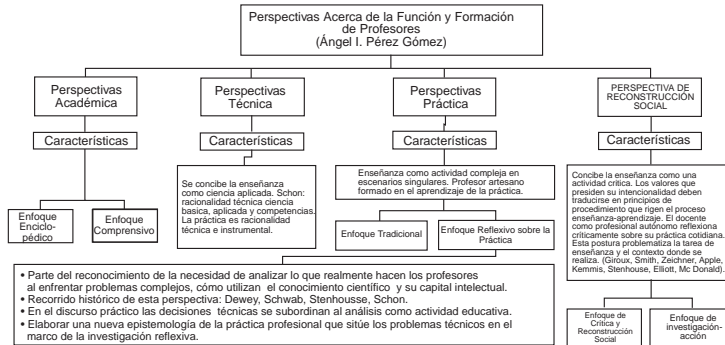 Perspectivas Acerca de la Función y Formación
de Profesores
(Ángel I. Pérez Gómez)
Perspectivas
Académica
Perspectivas
Técnica
Perspectivas
Práctica
PERSPECTIVA DE
RECONSTRUCCIÓN
SOCIAL
Características
Características
Características
Características
Enfoque
Enciclo-
pédico
Enfoque
Comprensivo
Se concibe la enseñanza
como ciencia aplicada. Schon:
racionalidad técnica ciencia
basica, aplicada y competencias.
La práctica es racionalidad
técnica e instrumental.
Enseñanza como actividad compleja en
escenarios singulares. Profesor artesano
formado en el aprendizaje de la práctica.
Enfoque Tradicional
Enfoque Reflexivo sobre la
Práctica
Concibe la enseñanza como una
actividad critica. Los valores que
presiden su intencionalidad deben
traducirse en principios de
procedimiento que rigen el proceso
enseñanza-aprendizaje. El docente
como profesional autónomo reflexiona
críticamente sobre su práctica cotidiana.
Esta postura problematiza la tarea de
enseñanza y el contexto donde se
realiza. (Giroux, Smith, Zeichner, Apple,
Kemmis, Stenhouse, Elliott, Mc Donald).
• Parte del reconocimiento de la necesidad de analizar lo que realmente hacen los profesores
al enfrentar problemas complejos, cómo utilizan el conocimiento científico y su capital intelectual.
• Recorrido histórico de esta perspectiva: Dewey, Schwab, Stenhousse, Schon.
• En el discurso práctico las decisiones técnicas se subordinan al análisis como actividad educativa.
• Elaborar una nueva epistemología de la práctica profesional que sitúe los problemas técnicos en el
marco de la investigación reflexiva.
Enfoque de
Crítica y
Reconstrucción
Social
Enfoque de
investigación-
acción